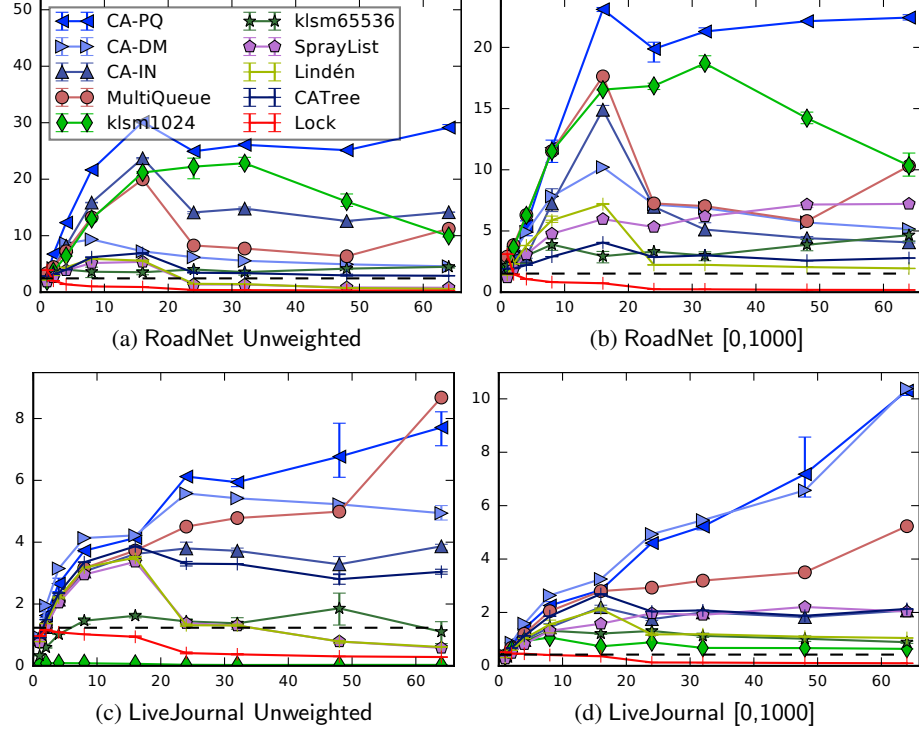 50
40
30
20
10
0
CA-PQ
CA-DM
CA-IN
MultiQueue
klsm1024
klsm65536
SprayList
Lindén
CATree
Lock
0 10 20 30 40 50 60
(a) RoadNet Unweighted
20
15
10
5
0
0 10 20 30 40 50 60
(b) RoadNet [0,1000]
8
6
4
2
0
0 10 20 30 40 50 60
(c) LiveJournal Unweighted
10
8
6
4
2
0
0 10 20 30 40 50 60
(d) LiveJournal [0,1000]